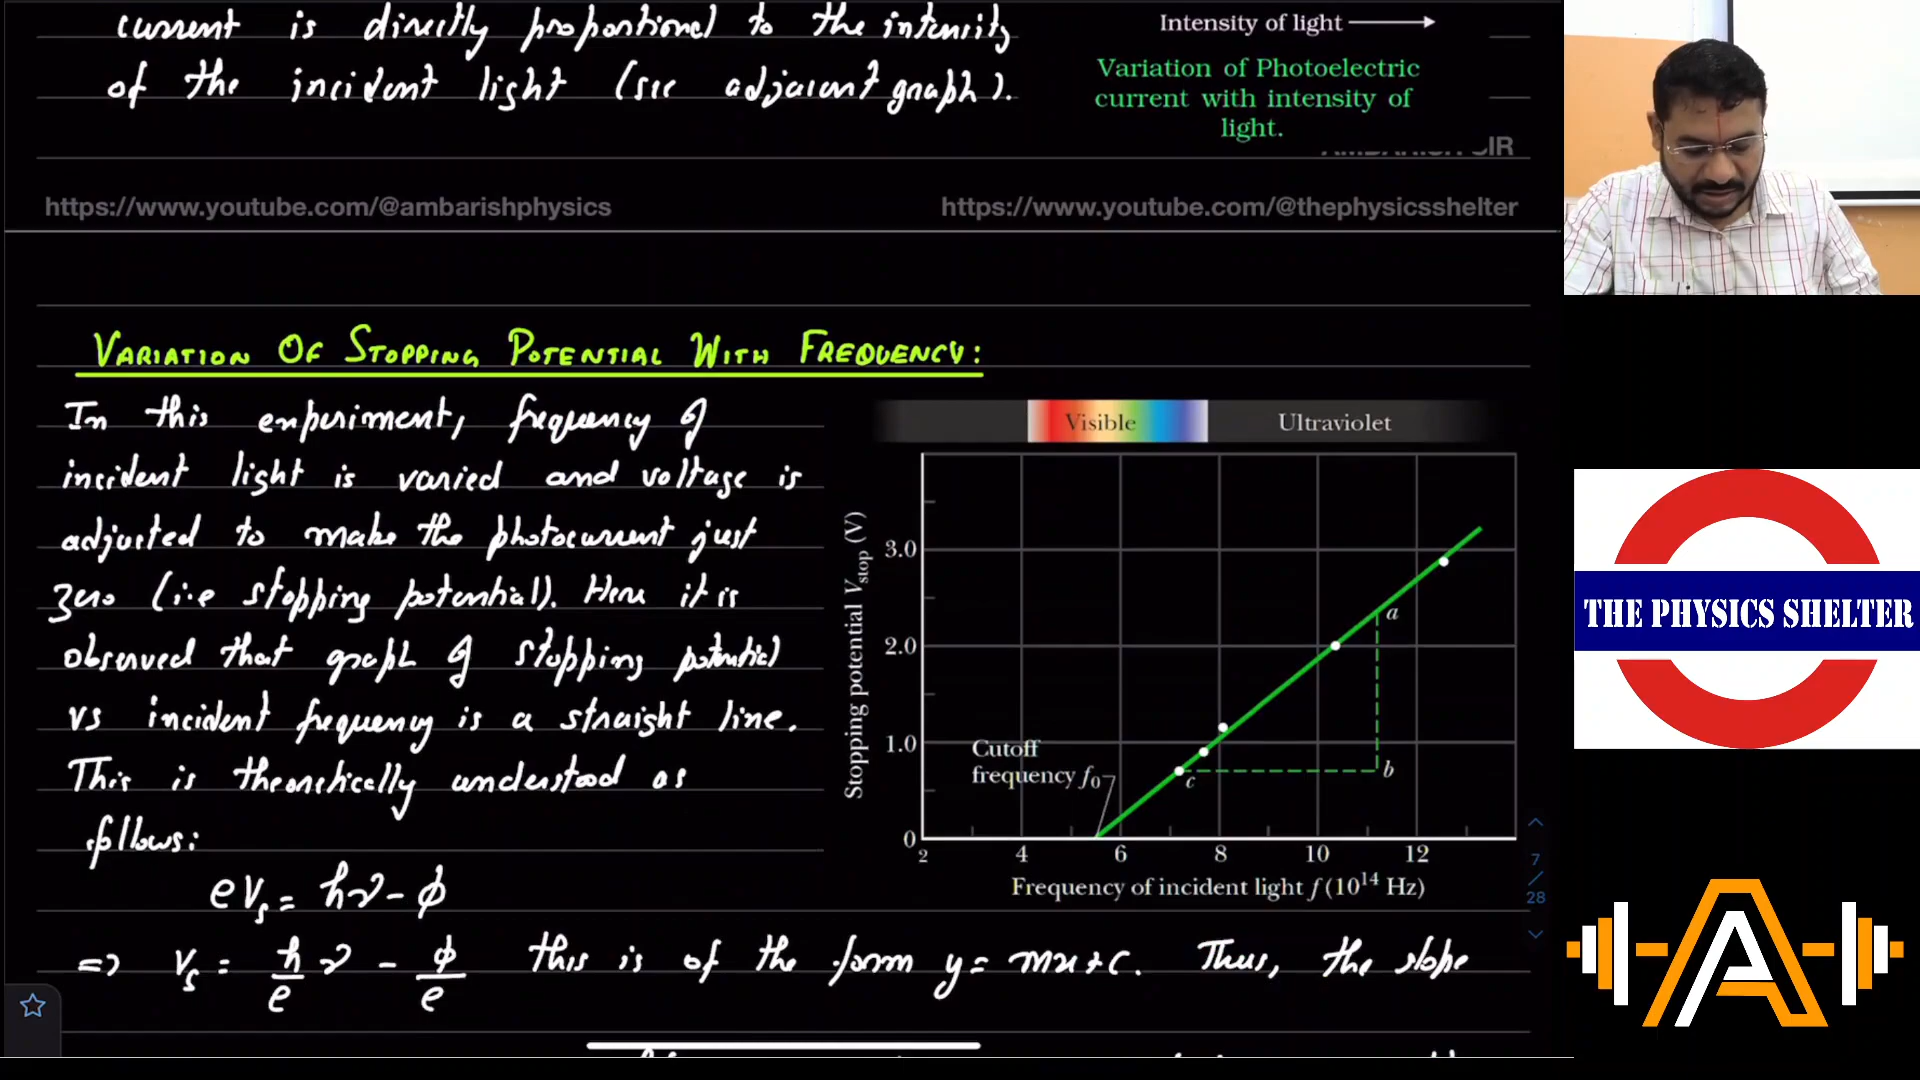 current is directly proportional to the intensity
of the incident light (see adjacent graph).
Intensity of light
Variation of Photoelectric
current with intensity of
light.
SIR
https://www.youtube.com/@ambarishphysics
https://www.youtube.com/@thephysicsshelter
VARIATION OF STOPPING POTENTIAL WITH FREQUENCY:
In this experiment, frequency of
incident light is varied and voltage is
adjusted to make the photocurrent just
zero (i.e stopping potential). Here it is
observed that graph of stopping potential
vs incident frequency is a straight line.
This is theoretically understood as
follows:
eVs = hν - φ
=> Vs = h/e ν - φ/e this is of the form y = mx + c. Thus, the slope
Visible
Ultraviolet
Stopping potential Vstop (V)
3.0
2.0
1.0
0
a
b
c
Cutoff
frequency f0
2 4 6 8 10 12
Frequency of incident light f (10^14 Hz)
7
/
28
THE PHYSICS SHELTER
A